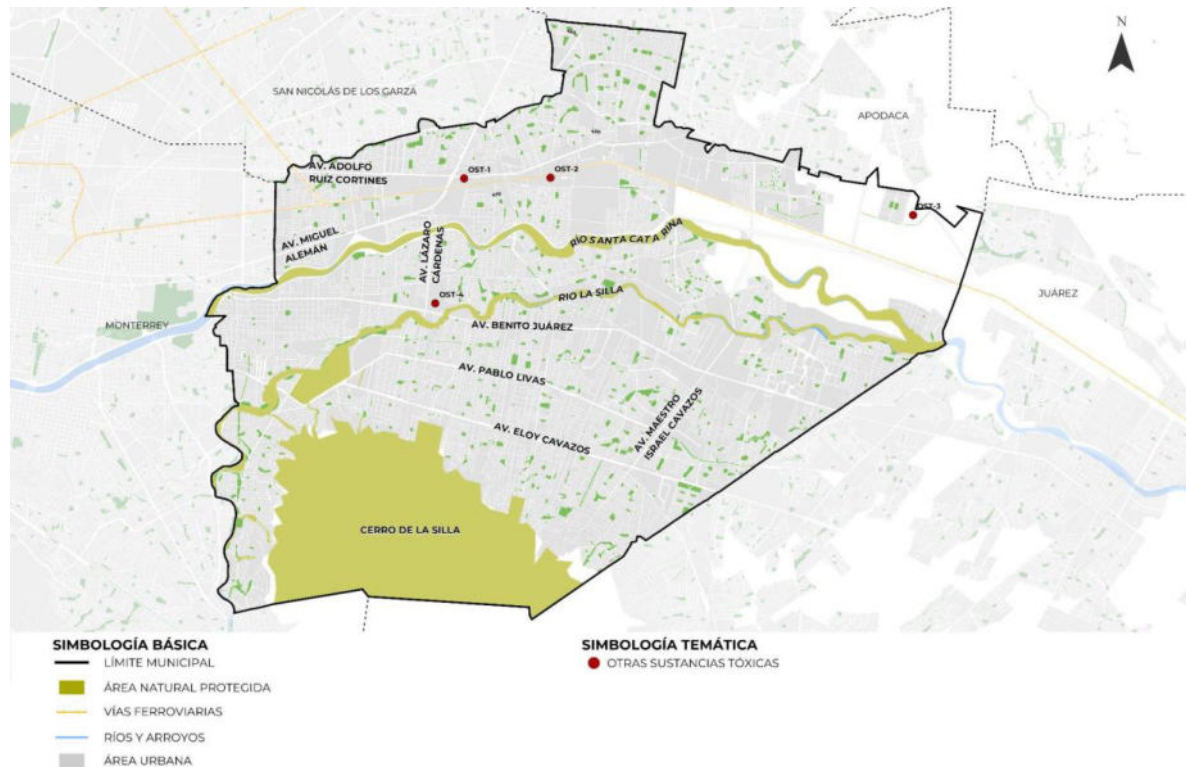 N
SAN NICOLÁS DE LOS GARZA
APODACA
AV. ADOLFO
RUIZ CORTINES
OST-1
OST-2
OST-3
AV. MIGUEL
ALEMÁN
AV. LÁZARO
CÁRDENAS
RÍO SANTA CATARINA
JUÁREZ
MONTERREY
OST-4
RIO LA SILLA
AV. BENITO JUÁREZ
AV. PABLO LIVAS
AV. MAESTRO
ISRAEL CAVAZOS
AV. ELOY CAVAZOS
CERRO DE LA SILLA
SIMBOLOGÍA BÁSICA
LÍMITE MUNICIPAL
ÁREA NATURAL PROTEGIDA
VÍAS FERROVIARIAS
RÍOS Y ARROYOS
ÁREA URBANA
SIMBOLOGÍA TEMÁTICA
OTRAS SUSTANCIAS TÓXICAS